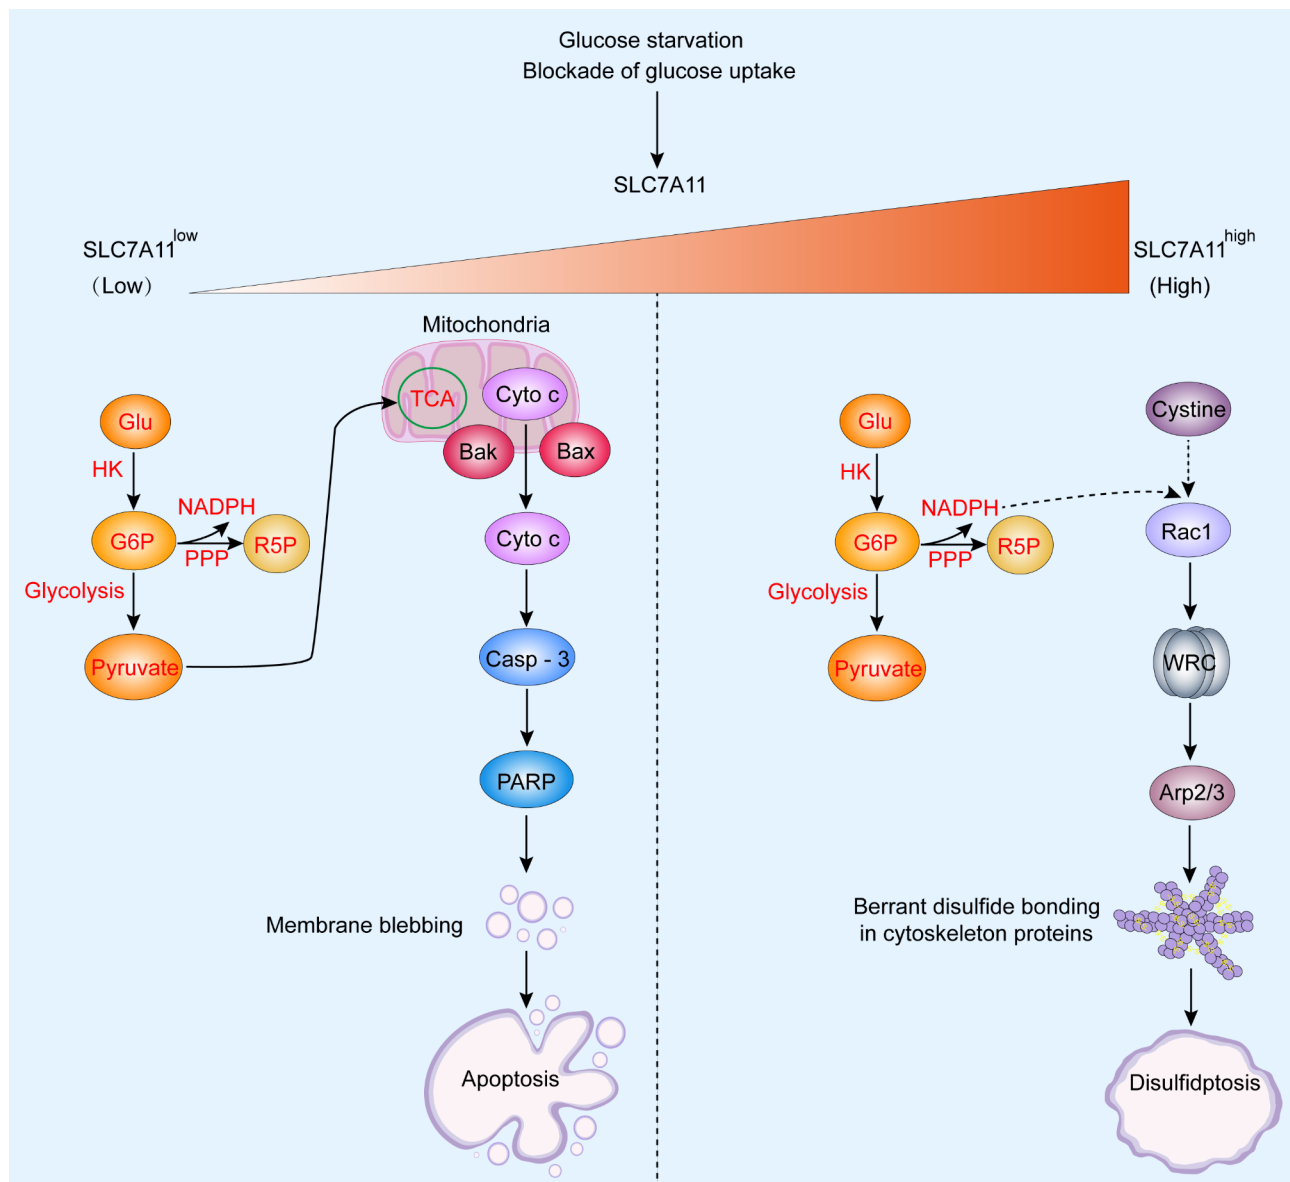 Glucose starvation
Blockade of glucose uptake
SLC7A11
SLC7A11low
（Low）
SLC7A11high
(High)
Mitochondria
TCA
Cyto c
Bak
Bax
Glu
HK
NADPH
G6P
PPP
R5P
Glycolysis
Pyruvate
Cyto c
Casp - 3
PARP
Membrane blebbing
Apoptosis
Glu
HK
NADPH
G6P
PPP
R5P
Glycolysis
Pyruvate
Cystine
Rac1
WRC
Arp2/3
Berrant disulfide bonding
in cytoskeleton proteins
Disulfidptosis